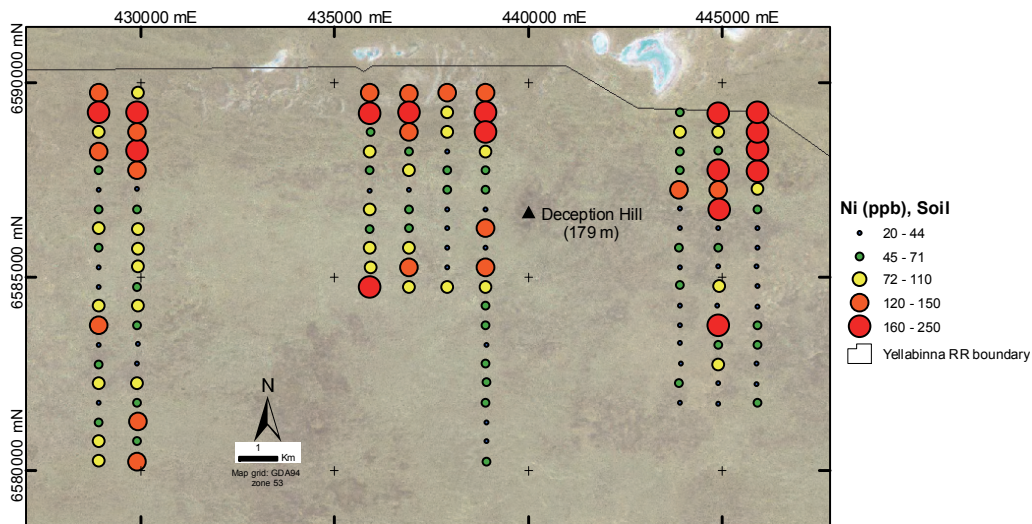 430000 mE 435000 mE 440000 mE 445000 mE
6590000 mN
6585000 mN
6580000 mN
Deception Hill
(179 m)
N
1
Km
Map grid: GDA94
zone 53
Ni (ppb), Soil
20 - 44
45 - 71
72 - 110
120 - 150
160 - 250
Yellabinna RR boundary